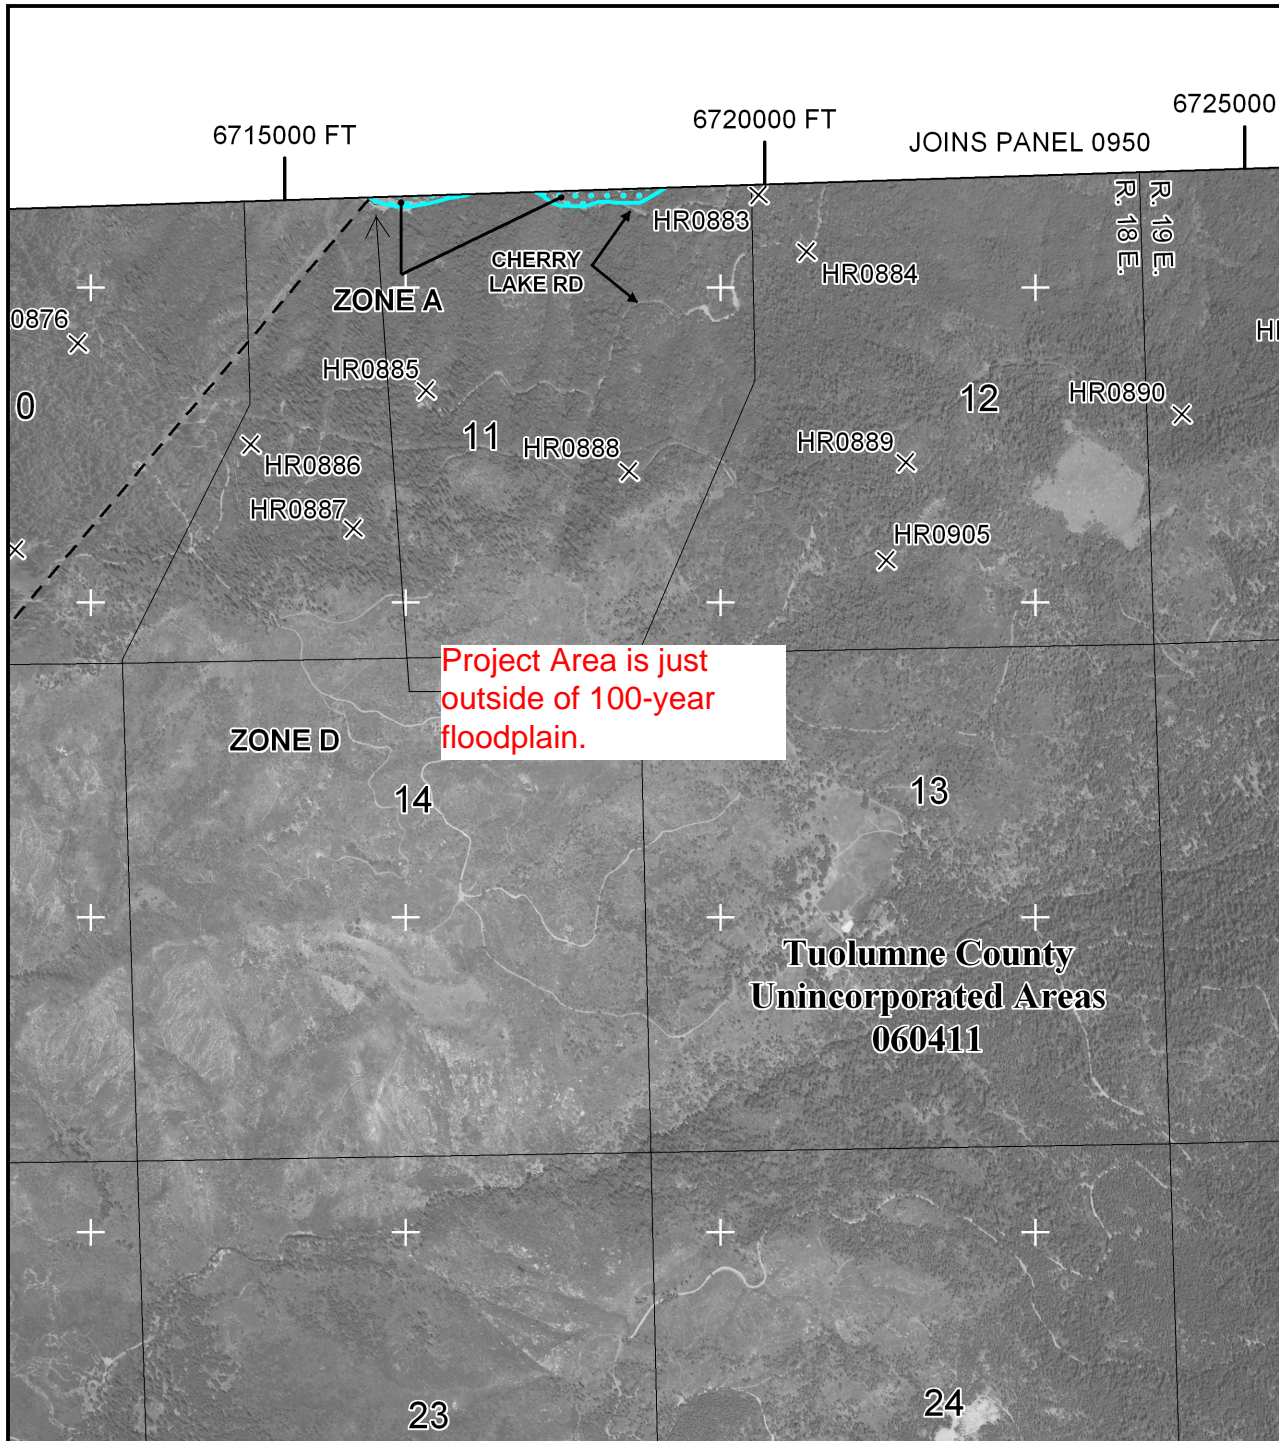 6725000
6720000 FT
6715000 FT
JOINS PANEL 0950
R. 18 E.
R. 19 E.
HR0883
CHERRY
LAKE RD
HR0884
ZONE A
0876
HR0885
0
12
HR0890
11
HR0888
HR0889
HR0886
HR0887
HR0905
Project Area is just
outside of 100-year
floodplain.
ZONE D
14
13
Tuolumne County
Unincorporated Areas
060411
23
24